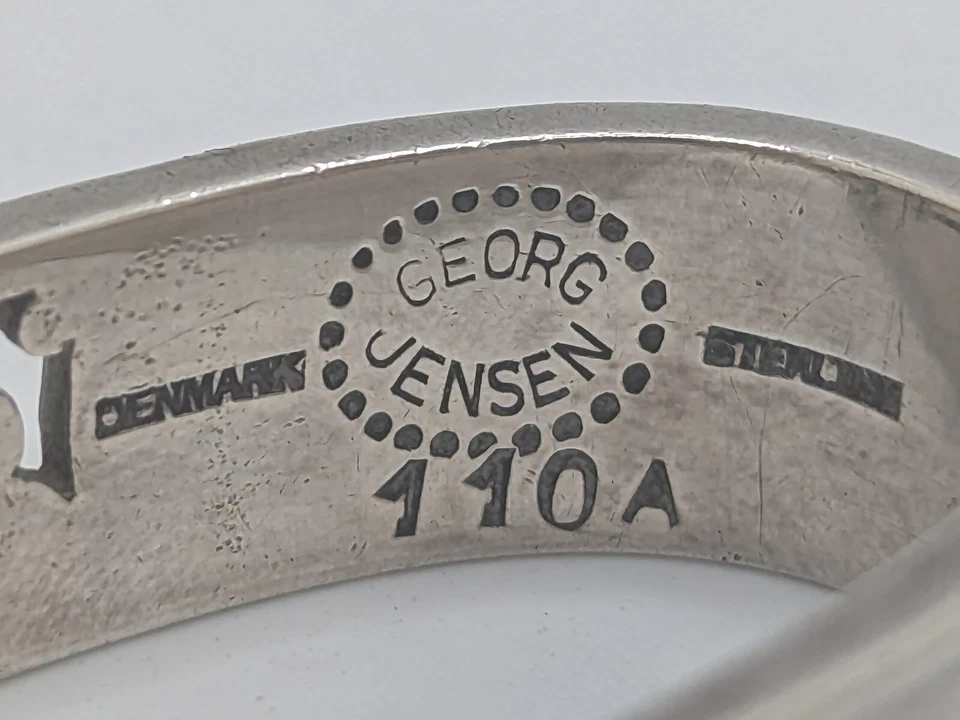 GEORG
JENSEN
DENMARK
STERLING
110A